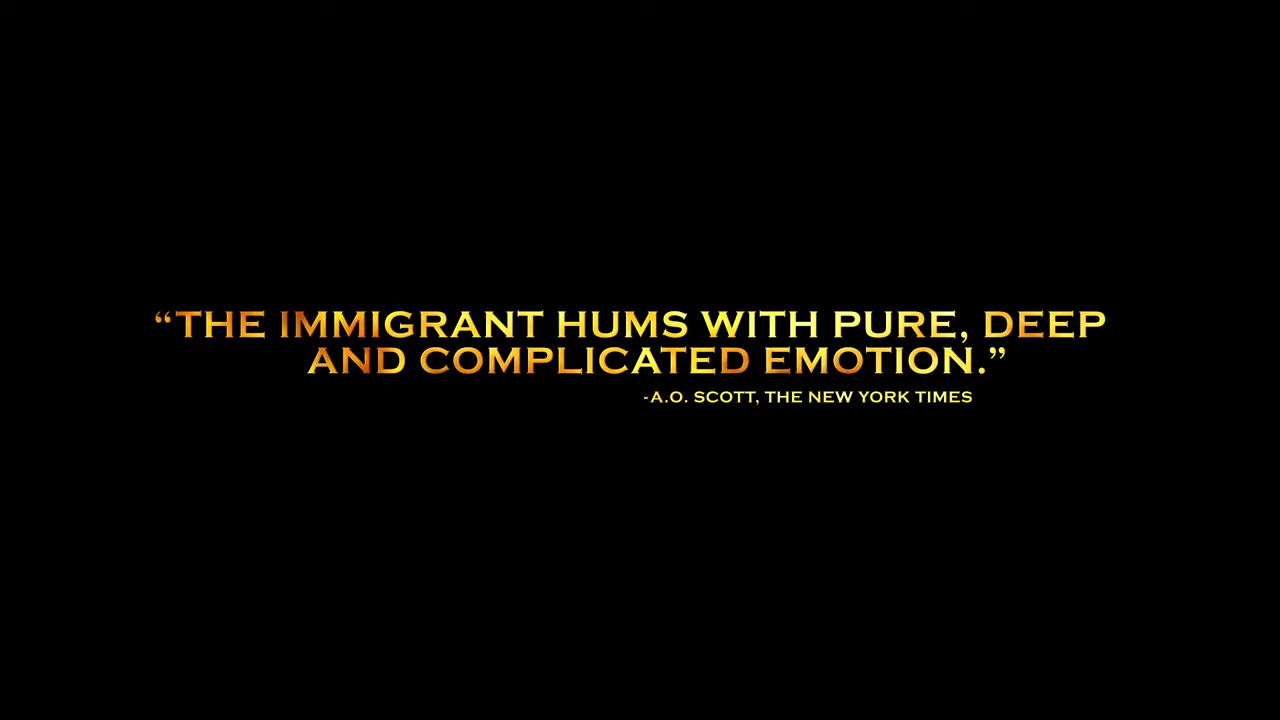 “THE IMMIGRANT HUMS WITH PURE, DEEP
AND COMPLICATED EMOTION.”
-A.O. SCOTT, THE NEW YORK TIMES